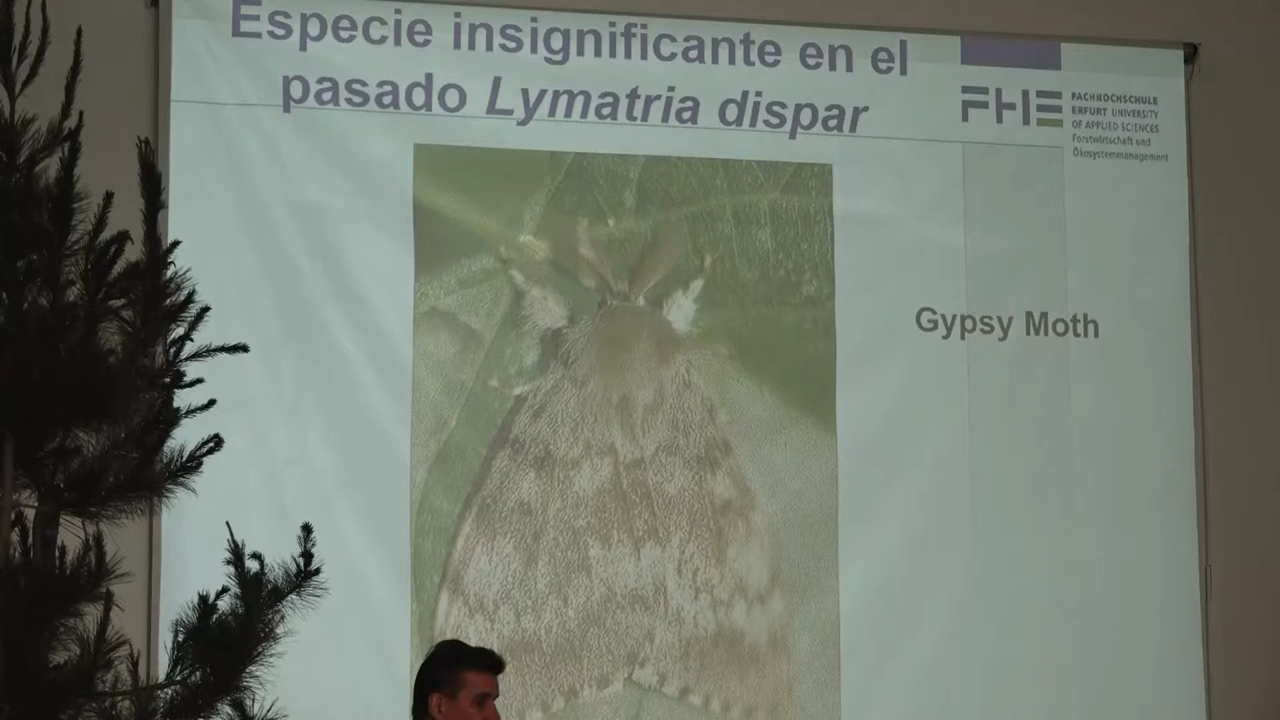 Especie insignificante en el
pasado Lymatria dispar
FHE
FACHHOCHSCHULE
ERFURT UNIVERSITY
OF APPLIED SCIENCES
Forstwirtschaft und
Ökosystemmanagement
Gypsy Moth